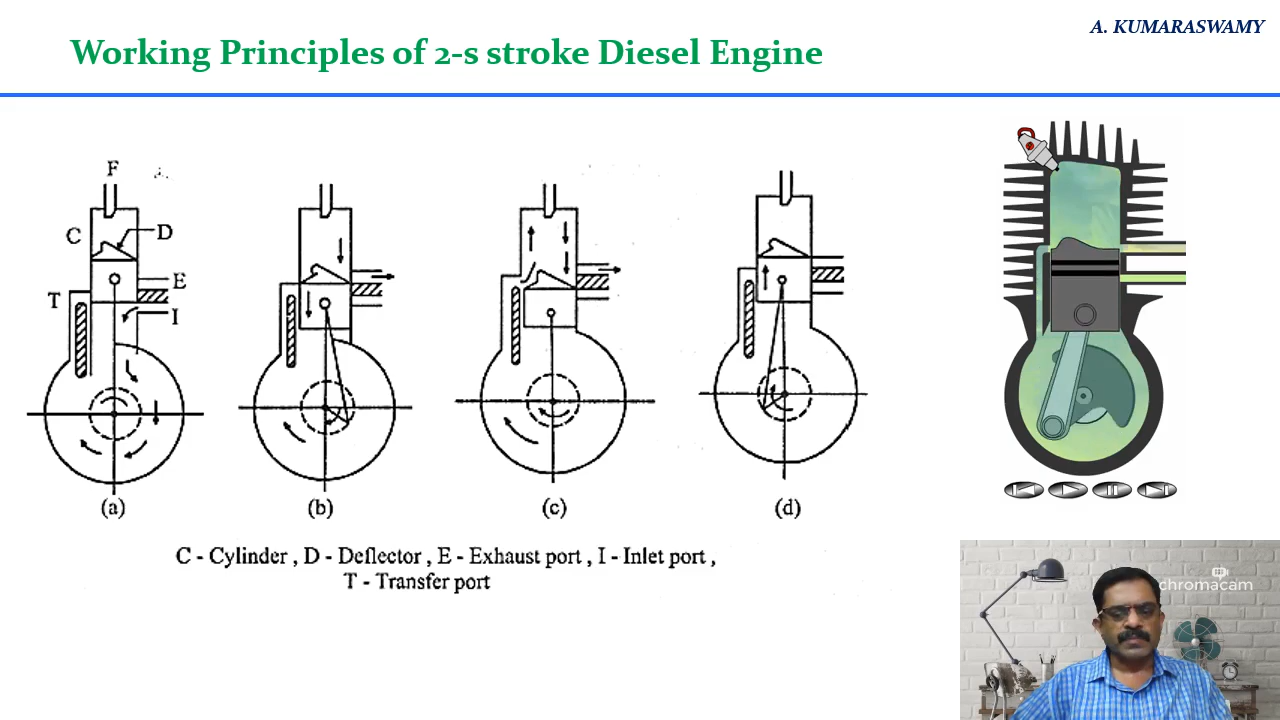 A. KUMARASWAMY
Working Principles of 2-s stroke Diesel Engine
F
C
D
E
T
I
(a)
(b)
(c)
(d)
C - Cylinder , D - Deflector , E - Exhaust port , I - Inlet port ,
T - Transfer port
chromacam